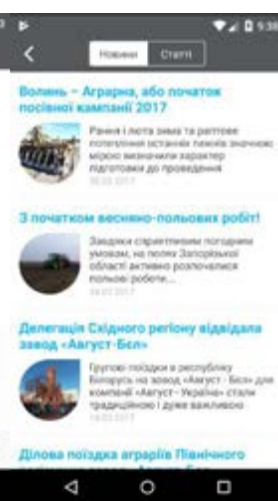 9:38
Новини Статті
Волинь – Аграрна, або початок
посівної кампанії 2017
Рання і люта зима та раптове
потепління останніх тижнів значною
мірою визначили характер
підготовки до проведення
З початком весняно-польових робіт!
Завдяки сприятливим погодним
умовам, на полях Запорізької
області активно розпочалися
польові роботи...
Делегація Східного регіону відвідала
завод «Август-Бел»
Групові поїздки в республіку
Білорусь на завод «Август - Бел» для
компанії «Август - Україна» стали
традиційною і дуже важливою
Ділова поїздка аграріїв Північного